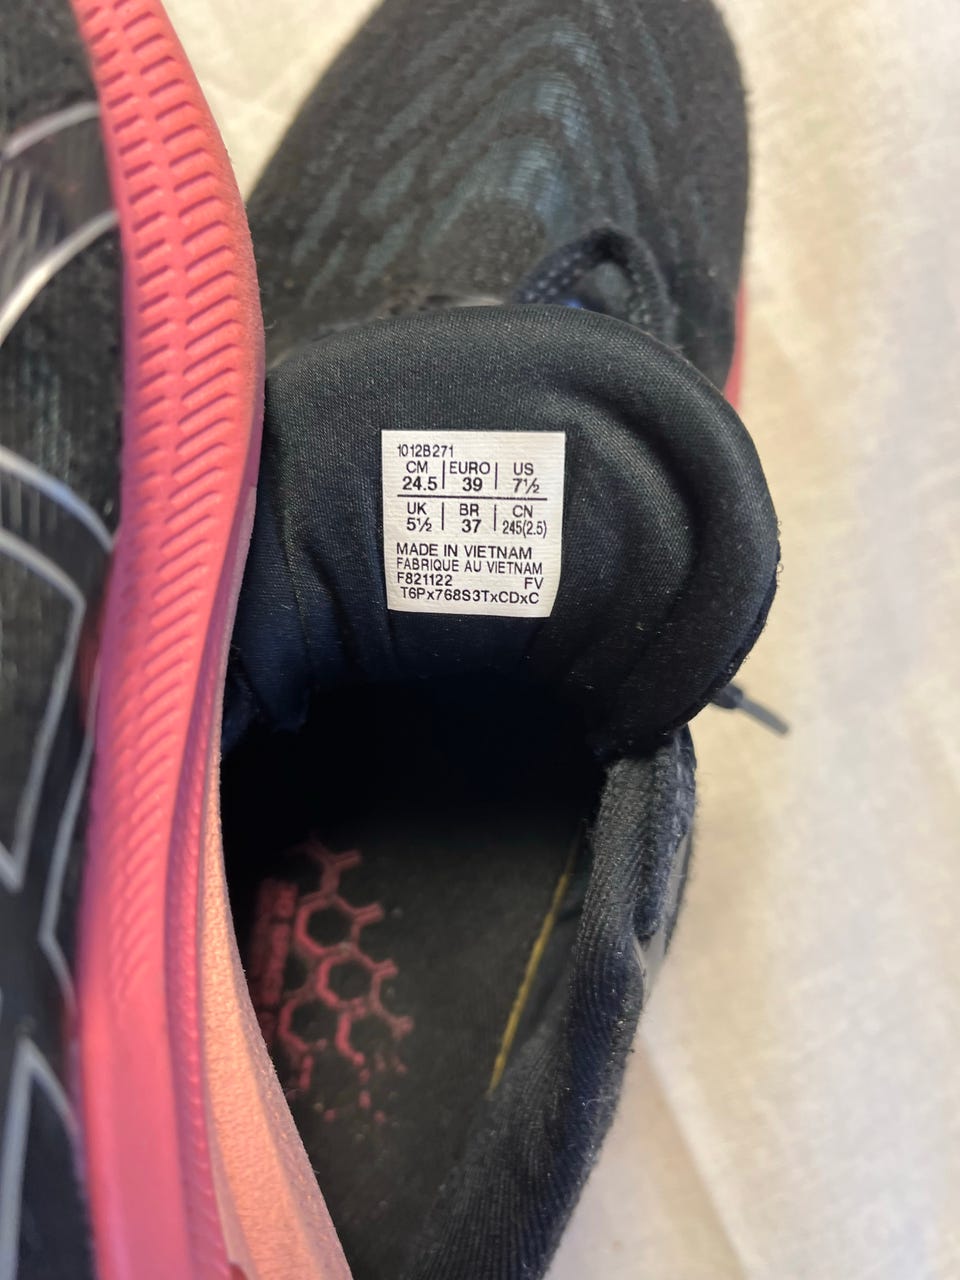 1012B271
CM EURO US
24.5 39 7½
UK BR CN
5½ 37 245(2.5)
MADE IN VIETNAM
FABRIQUE AU VIETNAM
F821122 FV
T6Px768S3TxCDxC